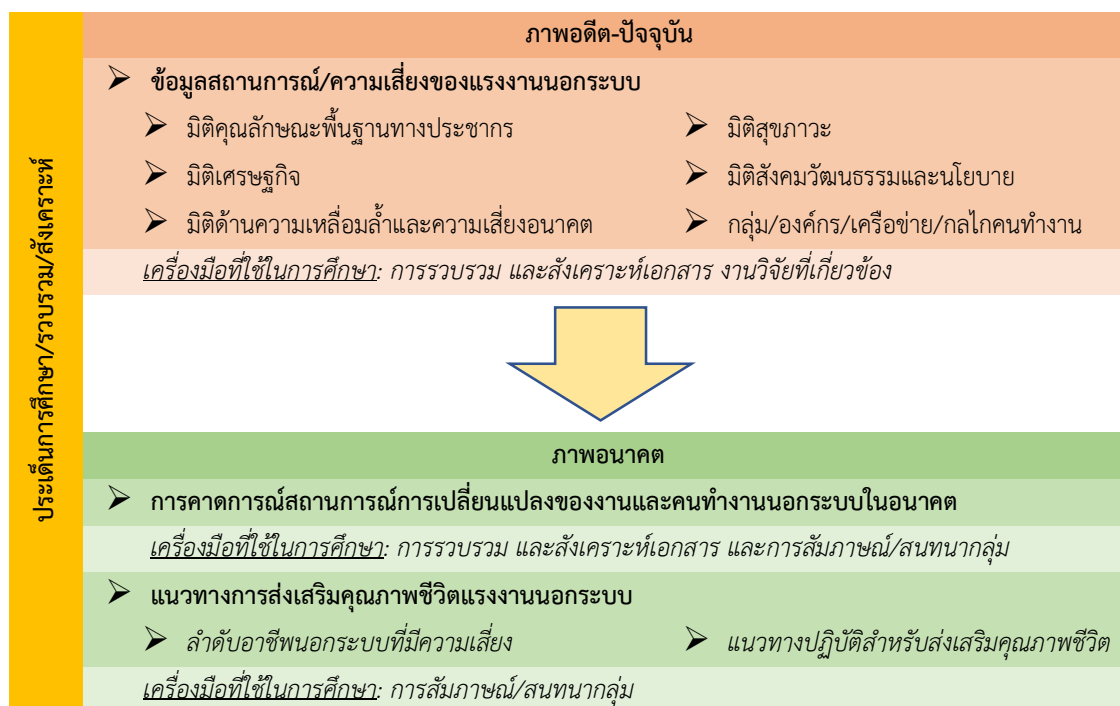 ประเด็นการศึกษา/รวบรวม/สังเคราะห์
ภาพอดีต-ปัจจุบัน
ข้อมูลสถานการณ์/ความเสี่ยงของแรงงานนอกระบบ
มิติคุณลักษณะพื้นฐานทางประชากร
มิติสุขภาวะ
มิติเศรษฐกิจ
มิติสังคมวัฒนธรรมและนโยบาย
มิติด้านความเหลื่อมล้ำและความเสี่ยงอนาคต
กลุ่ม/องค์กร/เครือข่าย/กลไกคนทำงาน
เครื่องมือที่ใช้ในการศึกษา: การรวบรวม และสังเคราะห์เอกสาร งานวิจัยที่เกี่ยวข้อง
ภาพอนาคต
การคาดการณ์สถานการณ์การเปลี่ยนแปลงของงานและคนทำงานนอกระบบในอนาคต
เครื่องมือที่ใช้ในการศึกษา: การรวบรวม และสังเคราะห์เอกสาร และการสัมภาษณ์/สนทนากลุ่ม
แนวทางการส่งเสริมคุณภาพชีวิตแรงงานนอกระบบ
ลำดับอาชีพนอกระบบที่มีความเสี่ยง
แนวทางปฏิบัติสำหรับส่งเสริมคุณภาพชีวิต
เครื่องมือที่ใช้ในการศึกษา: การสัมภาษณ์/สนทนากลุ่ม